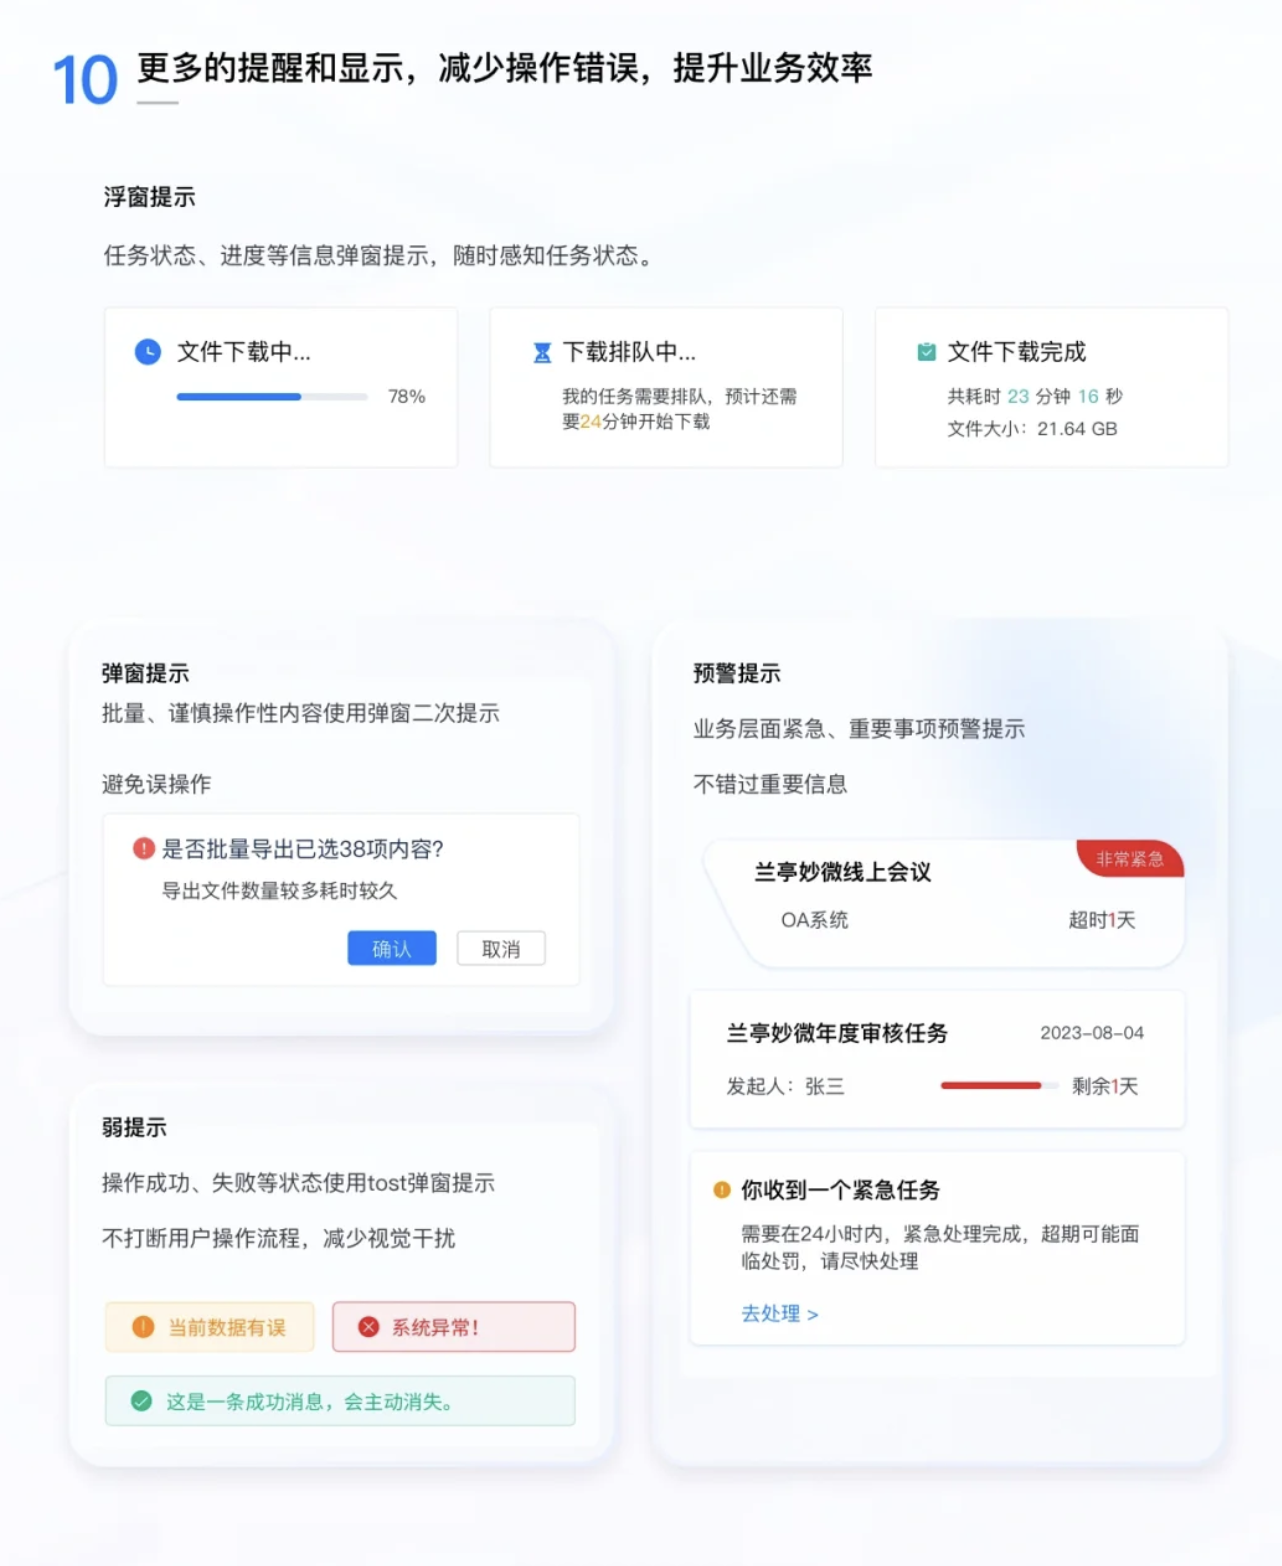 10
更多的提醒和显示，减少操作错误，提升业务效率
浮窗提示
任务状态、进度等信息弹窗提示，随时感知任务状态。
文件下载中...
78%
下载排队中...
我的任务需要排队，预计还需
要24分钟开始下载
文件下载完成
共耗时 23 分钟 16 秒
文件大小：21.64 GB
弹窗提示
批量、谨慎操作性内容使用弹窗二次提示
避免误操作
是否批量导出已选38项内容?
导出文件数量较多耗时较久
确认
取消
弱提示
操作成功、失败等状态使用tost弹窗提示
不打断用户操作流程，减少视觉干扰
当前数据有误
系统异常!
这是一条成功消息，会主动消失。
预警提示
业务层面紧急、重要事项预警提示
不错过重要信息
兰亭妙微线上会议
非常紧急
OA系统
超时1天
兰亭妙微年度审核任务
2023-08-04
发起人：张三
剩余1天
你收到一个紧急任务
需要在24小时内，紧急处理完成，超期可能面
临处罚，请尽快处理
去处理 >